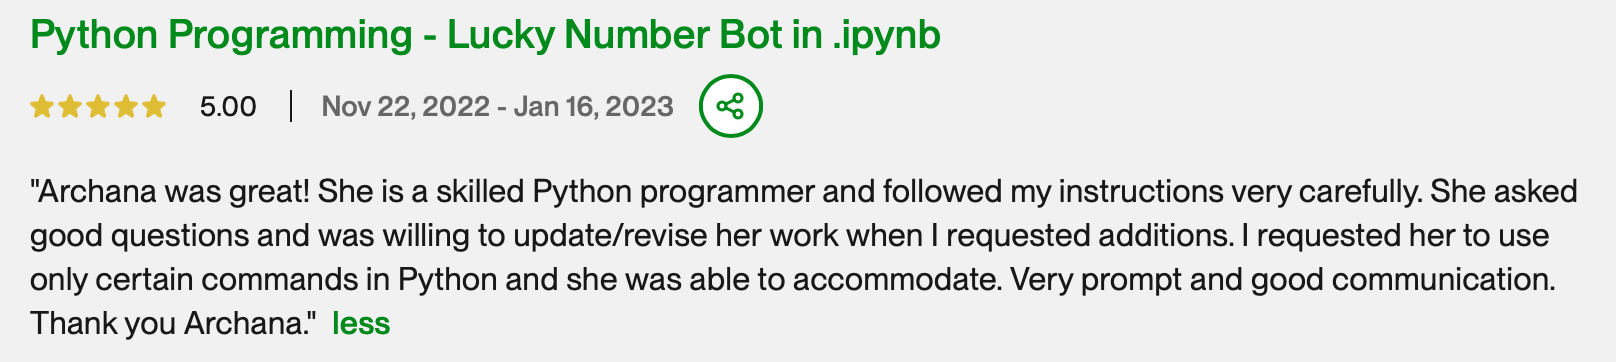 Python Programming - Lucky Number Bot in .ipynb
5.00 | Nov 22, 2022 - Jan 16, 2023
"Archana was great! She is a skilled Python programmer and followed my instructions very carefully. She asked
good questions and was willing to update/revise her work when I requested additions. I requested her to use
only certain commands in Python and she was able to accommodate. Very prompt and good communication.
Thank you Archana." less